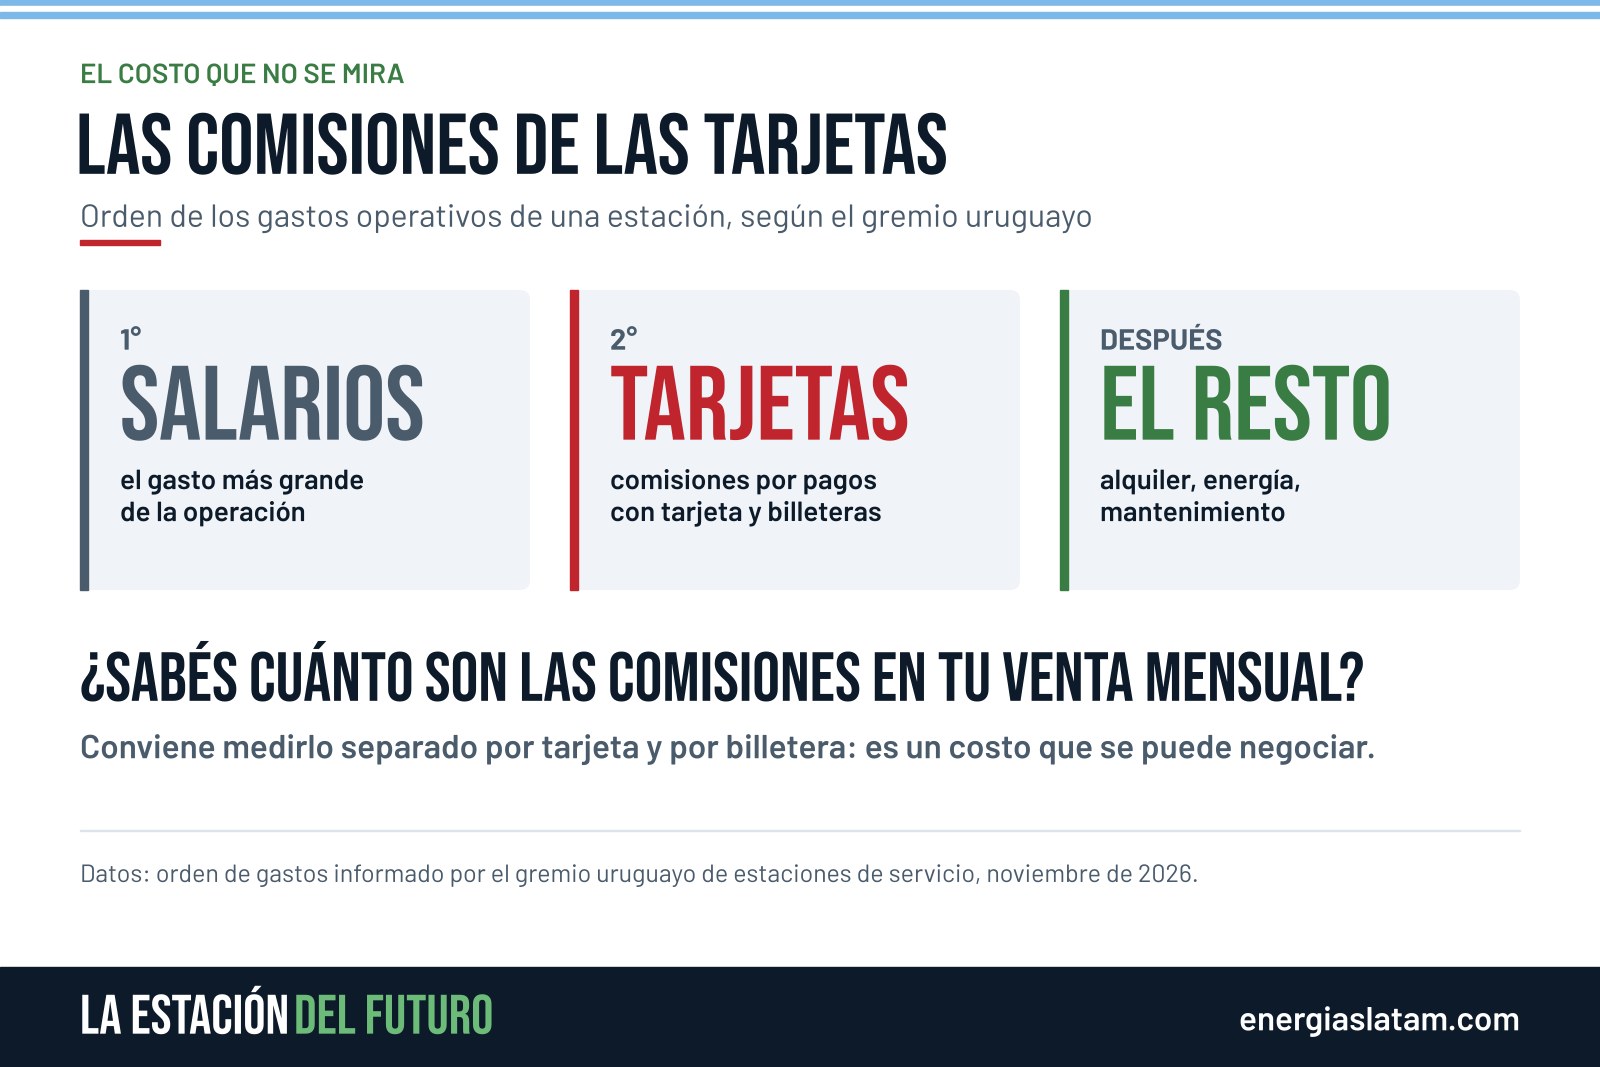 EL COSTO QUE NO SE MIRA
LAS COMISIONES DE LAS TARJETAS
Orden de los gastos operativos de una estación, según el gremio uruguayo
1°
SALARIOS
el gasto más grande
de la operación
2°
TARJETAS
comisiones por pagos
con tarjeta y billeteras
DESPUÉS
EL RESTO
alquiler, energía,
mantenimiento
¿SABÉS CUÁNTO SON LAS COMISIONES EN TU VENTA MENSUAL?
Conviene medirlo separado por tarjeta y por billetera: es un costo que se puede negociar.
Datos: orden de gastos informado por el gremio uruguayo de estaciones de servicio, noviembre de 2026.
LA ESTACIÓN DEL FUTURO
energiaslatam.com